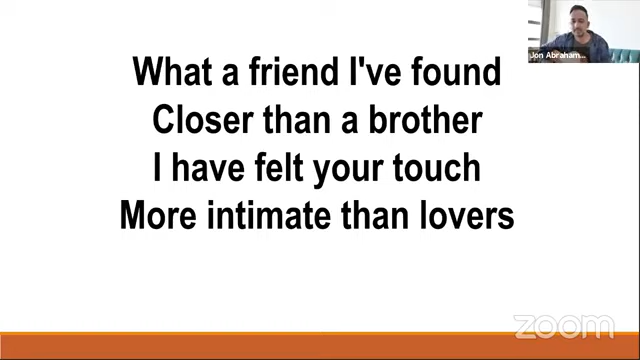 Jon Abraham...
What a friend I've found
Closer than a brother
I have felt your touch
More intimate than lovers
zoom